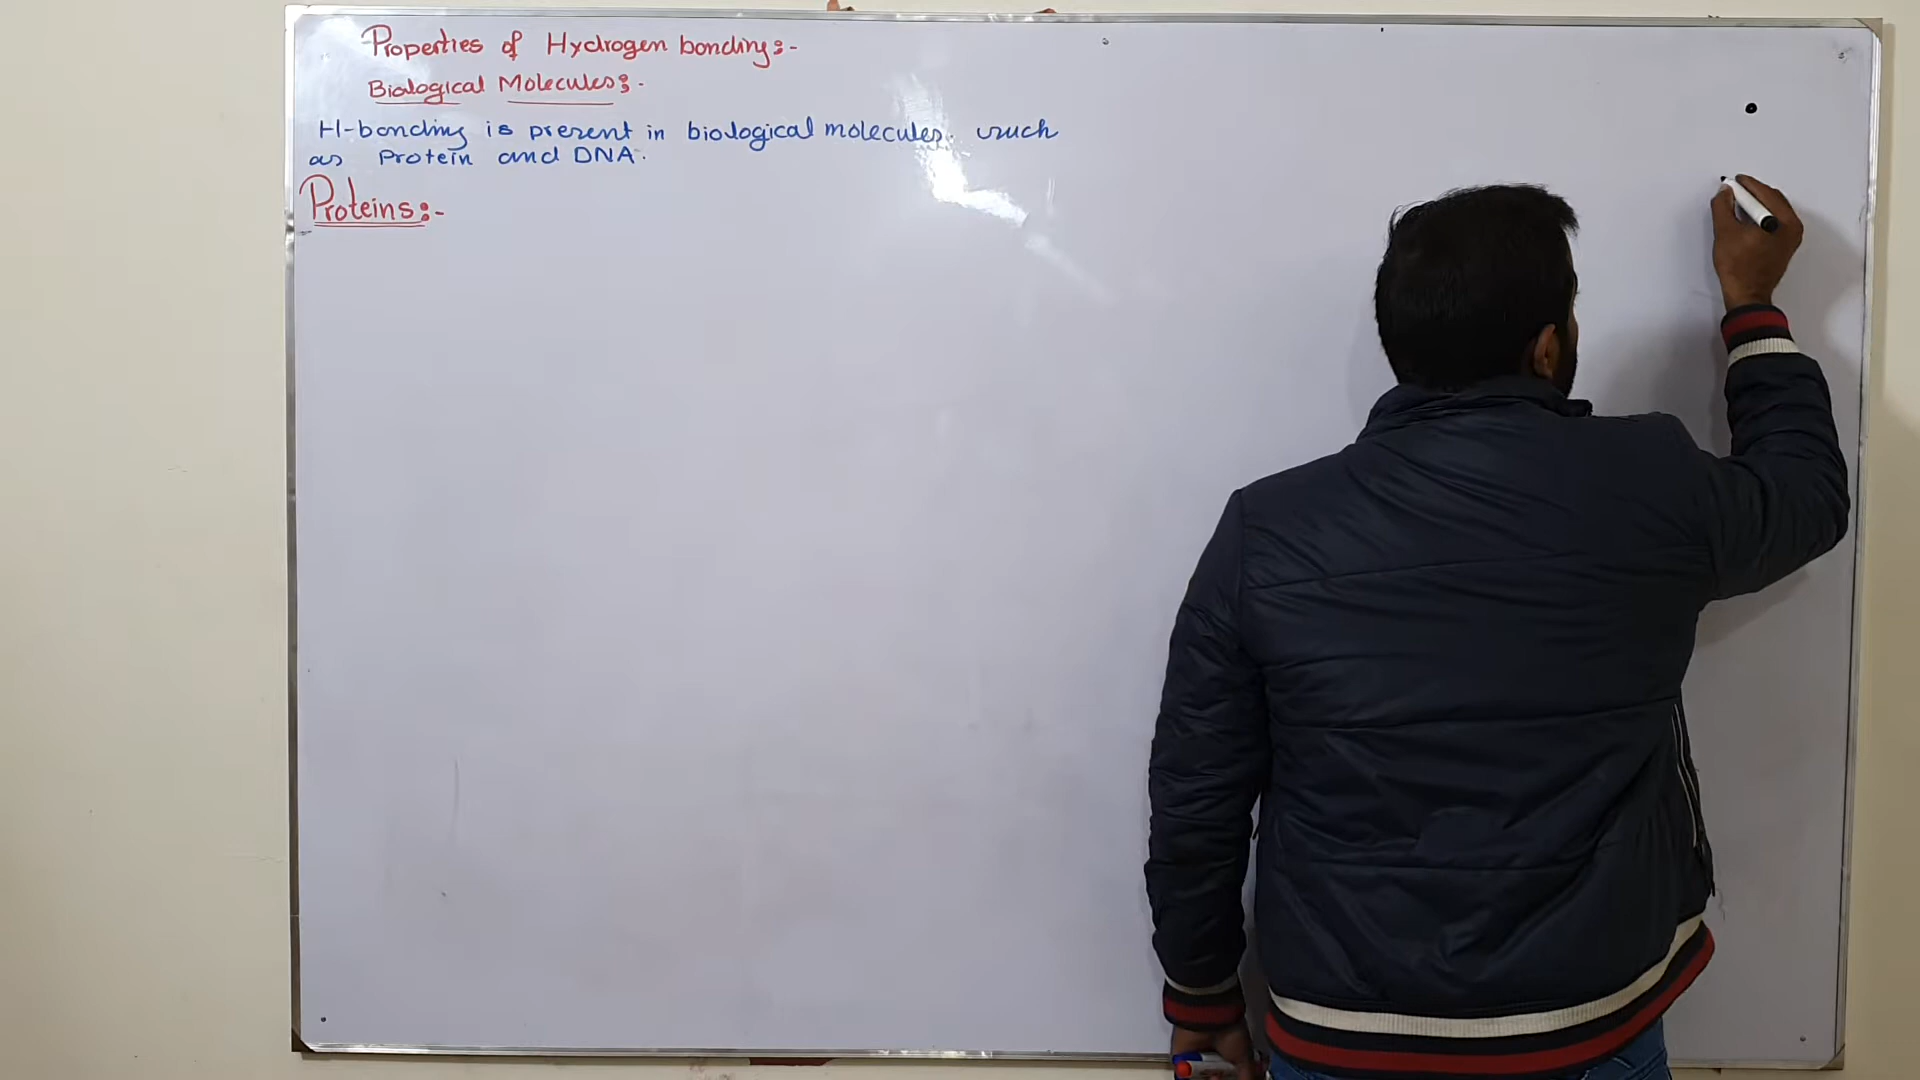 Properties of Hydrogen bonding:-
Biological Molecules:-
H-bonding is present in biological molecules. such
as Protein and DNA.
Proteins:-